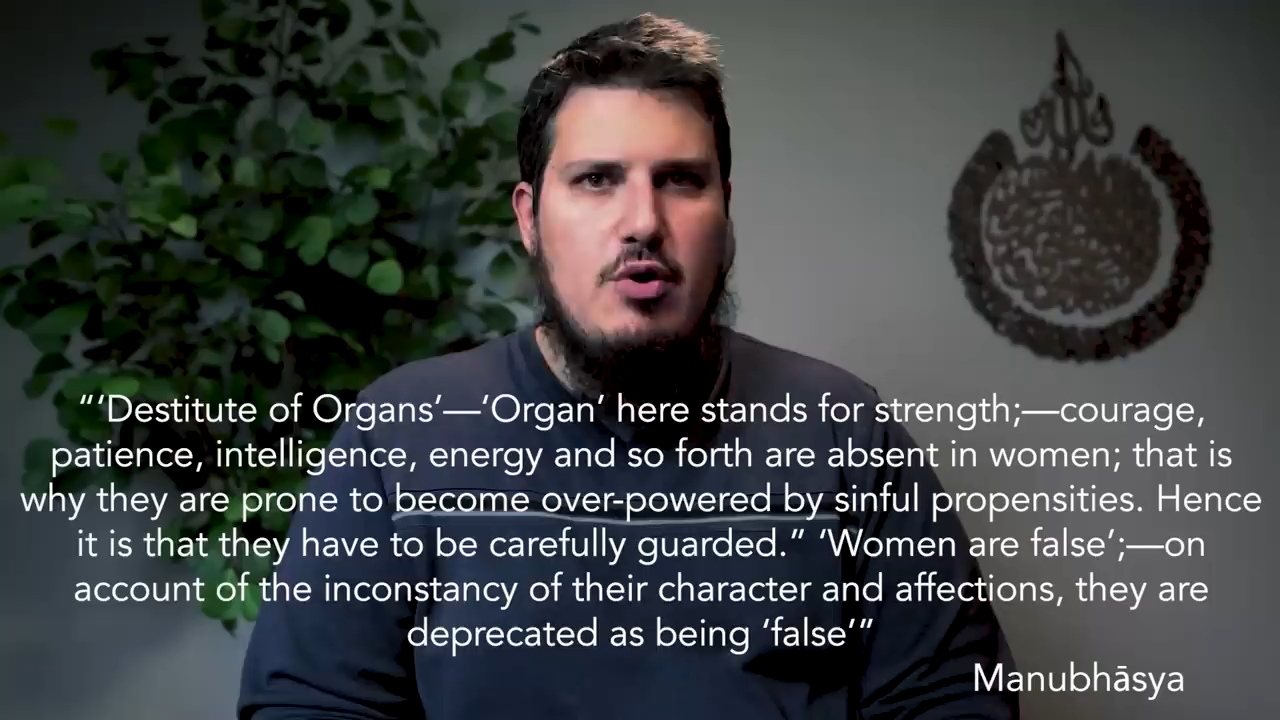 “‘Destitute of Organs’—‘Organ’ here stands for strength;—courage,
patience, intelligence, energy and so forth are absent in women; that is
why they are prone to become over-powered by sinful propensities. Hence
it is that they have to be carefully guarded.” ‘Women are false’;—on
account of the inconstancy of their character and affections, they are
deprecated as being ‘false’”
Manubhāsya